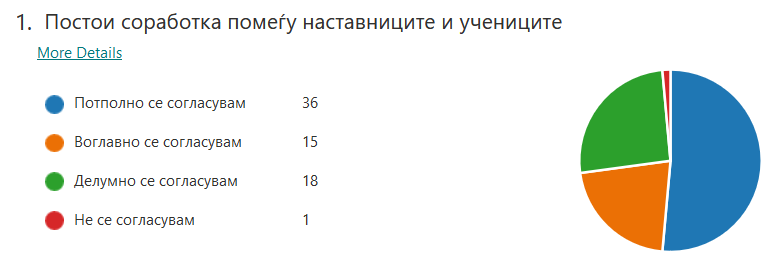 1. Постои соработка помеѓу наставниците и учениците
More Details
Потполно се согласувам 36
Воглавно се согласувам 15
Делумно се согласувам 18
Не се согласувам 1